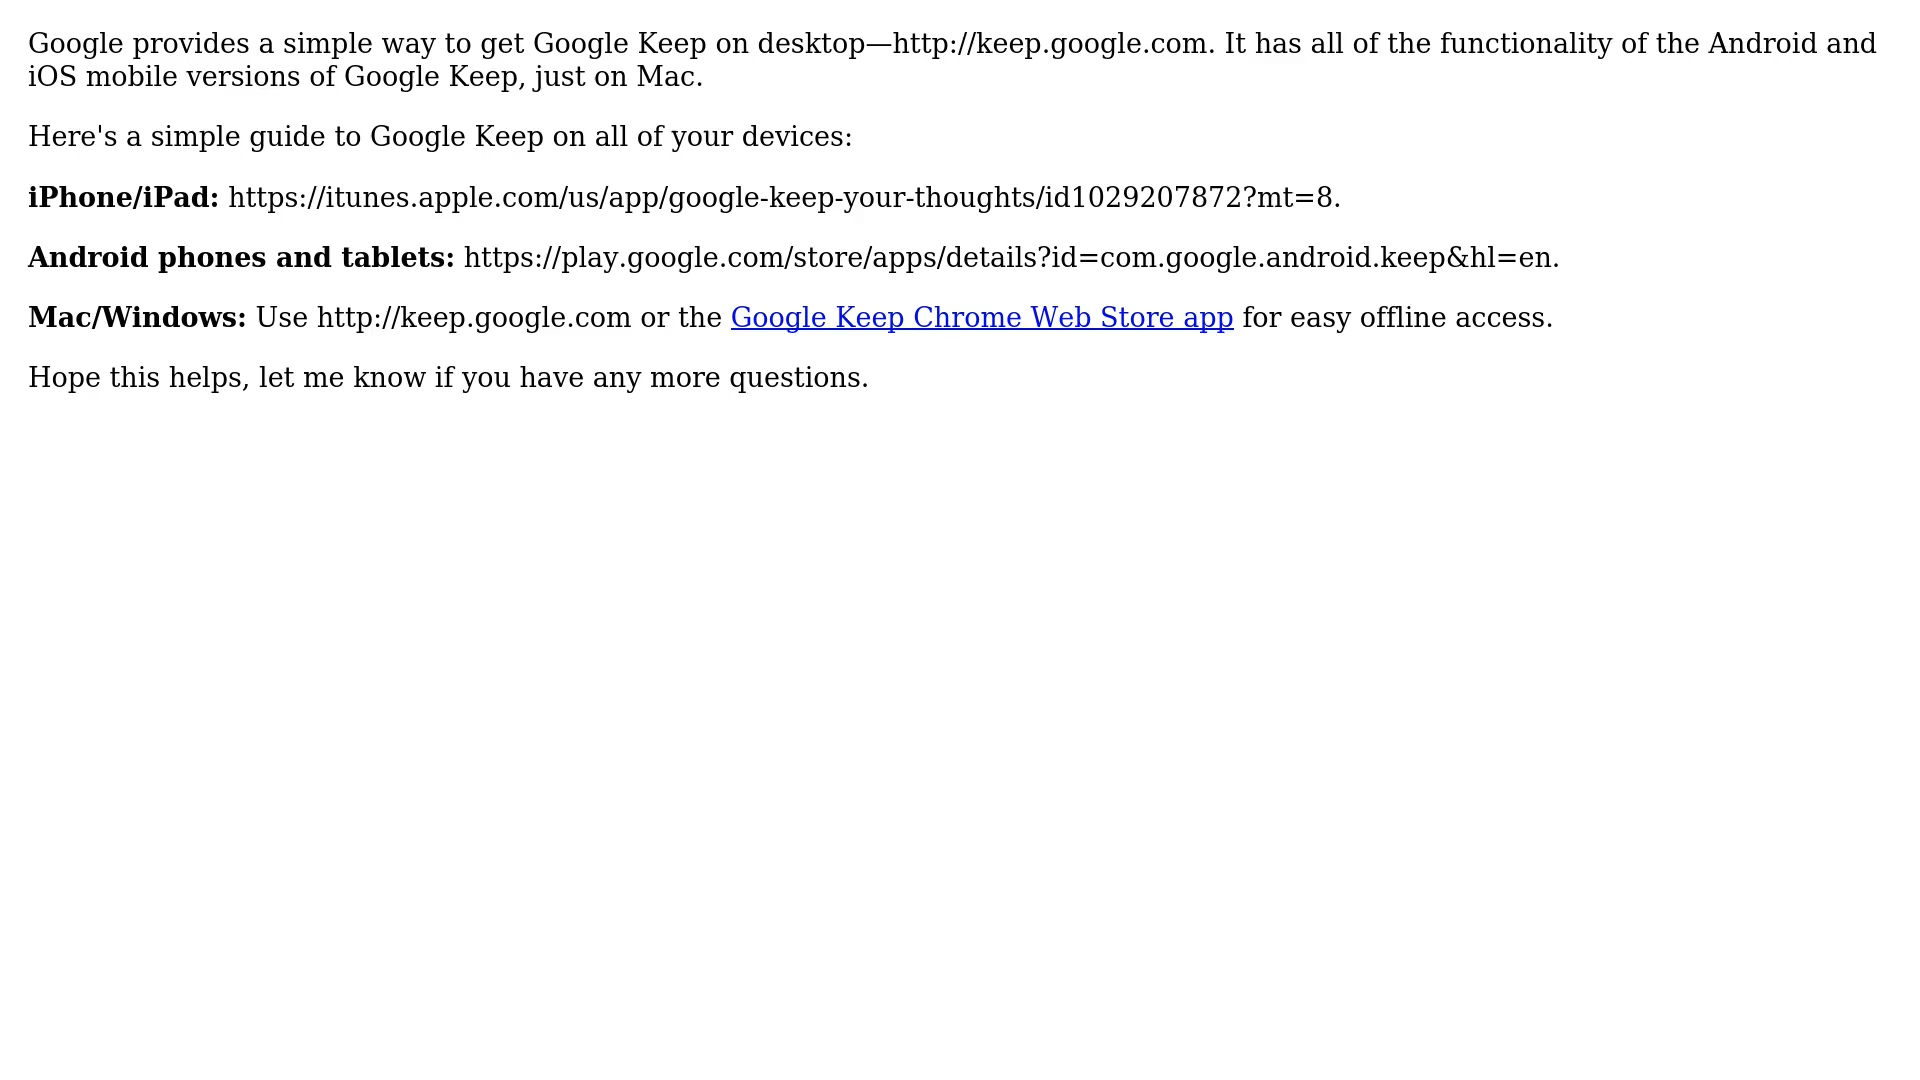 Google provides a simple way to get Google Keep on desktop—http://keep.google.com. It has all of the functionality of the Android and
iOS mobile versions of Google Keep, just on Mac.
Here's a simple guide to Google Keep on all of your devices:
iPhone/iPad: https://itunes.apple.com/us/app/google-keep-your-thoughts/id1029207872?mt=8.
Android phones and tablets: https://play.google.com/store/apps/details?id=com.google.android.keep&hl=en.
Mac/Windows: Use http://keep.google.com or the Google Keep Chrome Web Store app for easy offline access.
Hope this helps, let me know if you have any more questions.